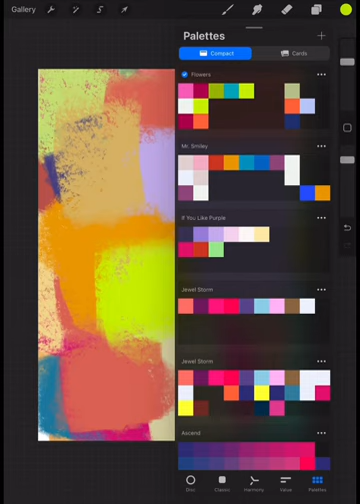 Gallery
Palettes
Compact
Cards
Flowers
Mr. Smiley
If You Like Purple
Jewel Storm
Jewel Storm
Ascend
Disc
Classic
Harmony
Value
Palettes